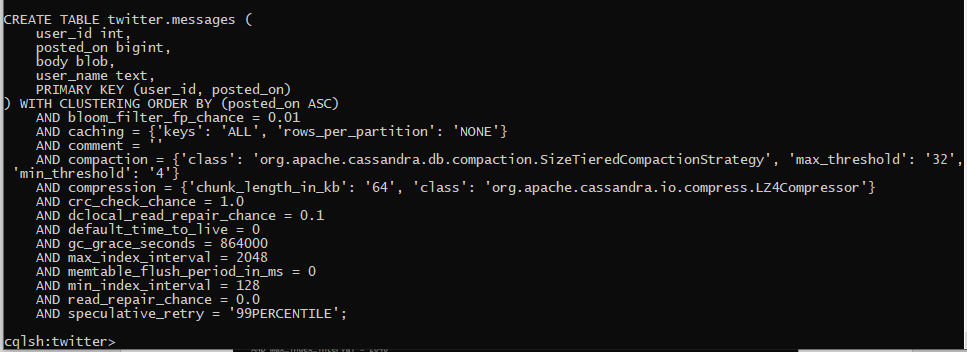 CREATE TABLE twitter.messages (
    user_id int,
    posted_on bigint,
    body blob,
    user_name text,
    PRIMARY KEY (user_id, posted_on)
) WITH CLUSTERING ORDER BY (posted_on ASC)
    AND bloom_filter_fp_chance = 0.01
    AND caching = {'keys': 'ALL', 'rows_per_partition': 'NONE'}
    AND comment = ''
    AND compaction = {'class': 'org.apache.cassandra.db.compaction.SizeTieredCompactionStrategy', 'max_threshold': '32',
 'min_threshold': '4'}
    AND compression = {'chunk_length_in_kb': '64', 'class': 'org.apache.cassandra.io.compress.LZ4Compressor'}
    AND crc_check_chance = 1.0
    AND dclocal_read_repair_chance = 0.1
    AND default_time_to_live = 0
    AND gc_grace_seconds = 864000
    AND max_index_interval = 2048
    AND memtable_flush_period_in_ms = 0
    AND min_index_interval = 128
    AND read_repair_chance = 0.0
    AND speculative_retry = '99PERCENTILE';
cqlsh:twitter>
AND max_index_interval = 2048